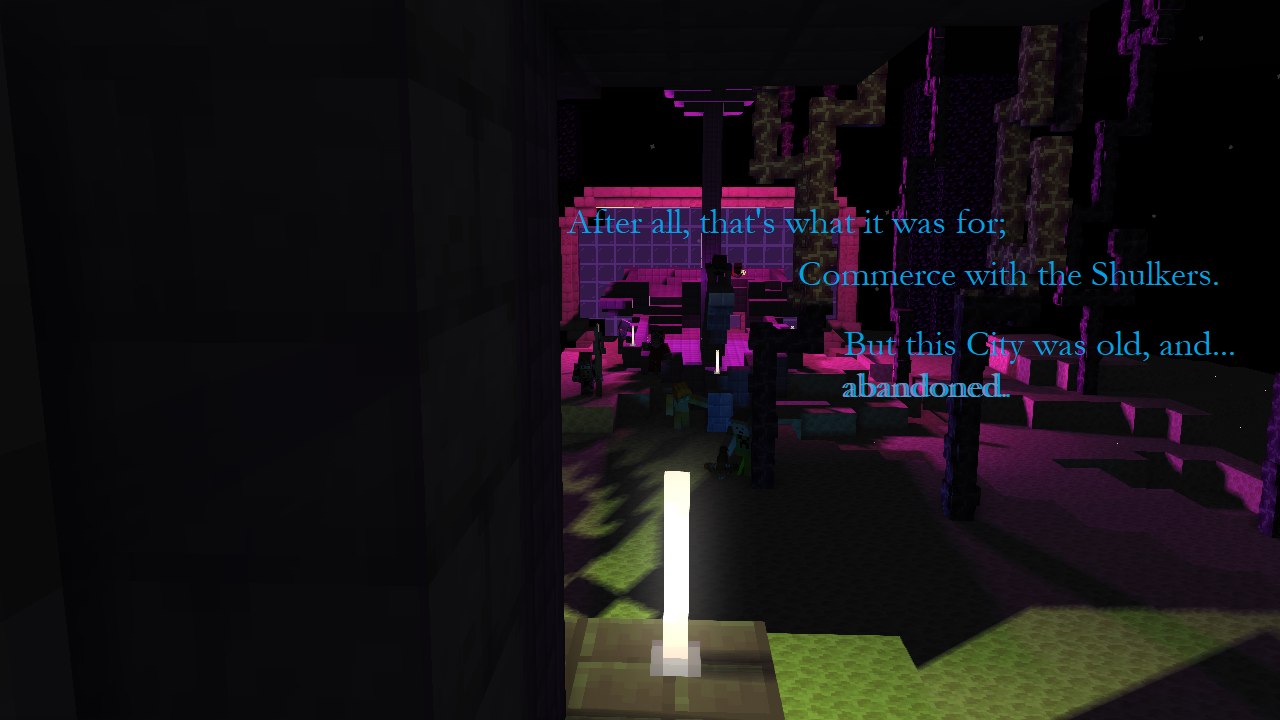 After all, that's what it was for;
Commerce with the Shulkers.
But this City was old, and...
abandoned.